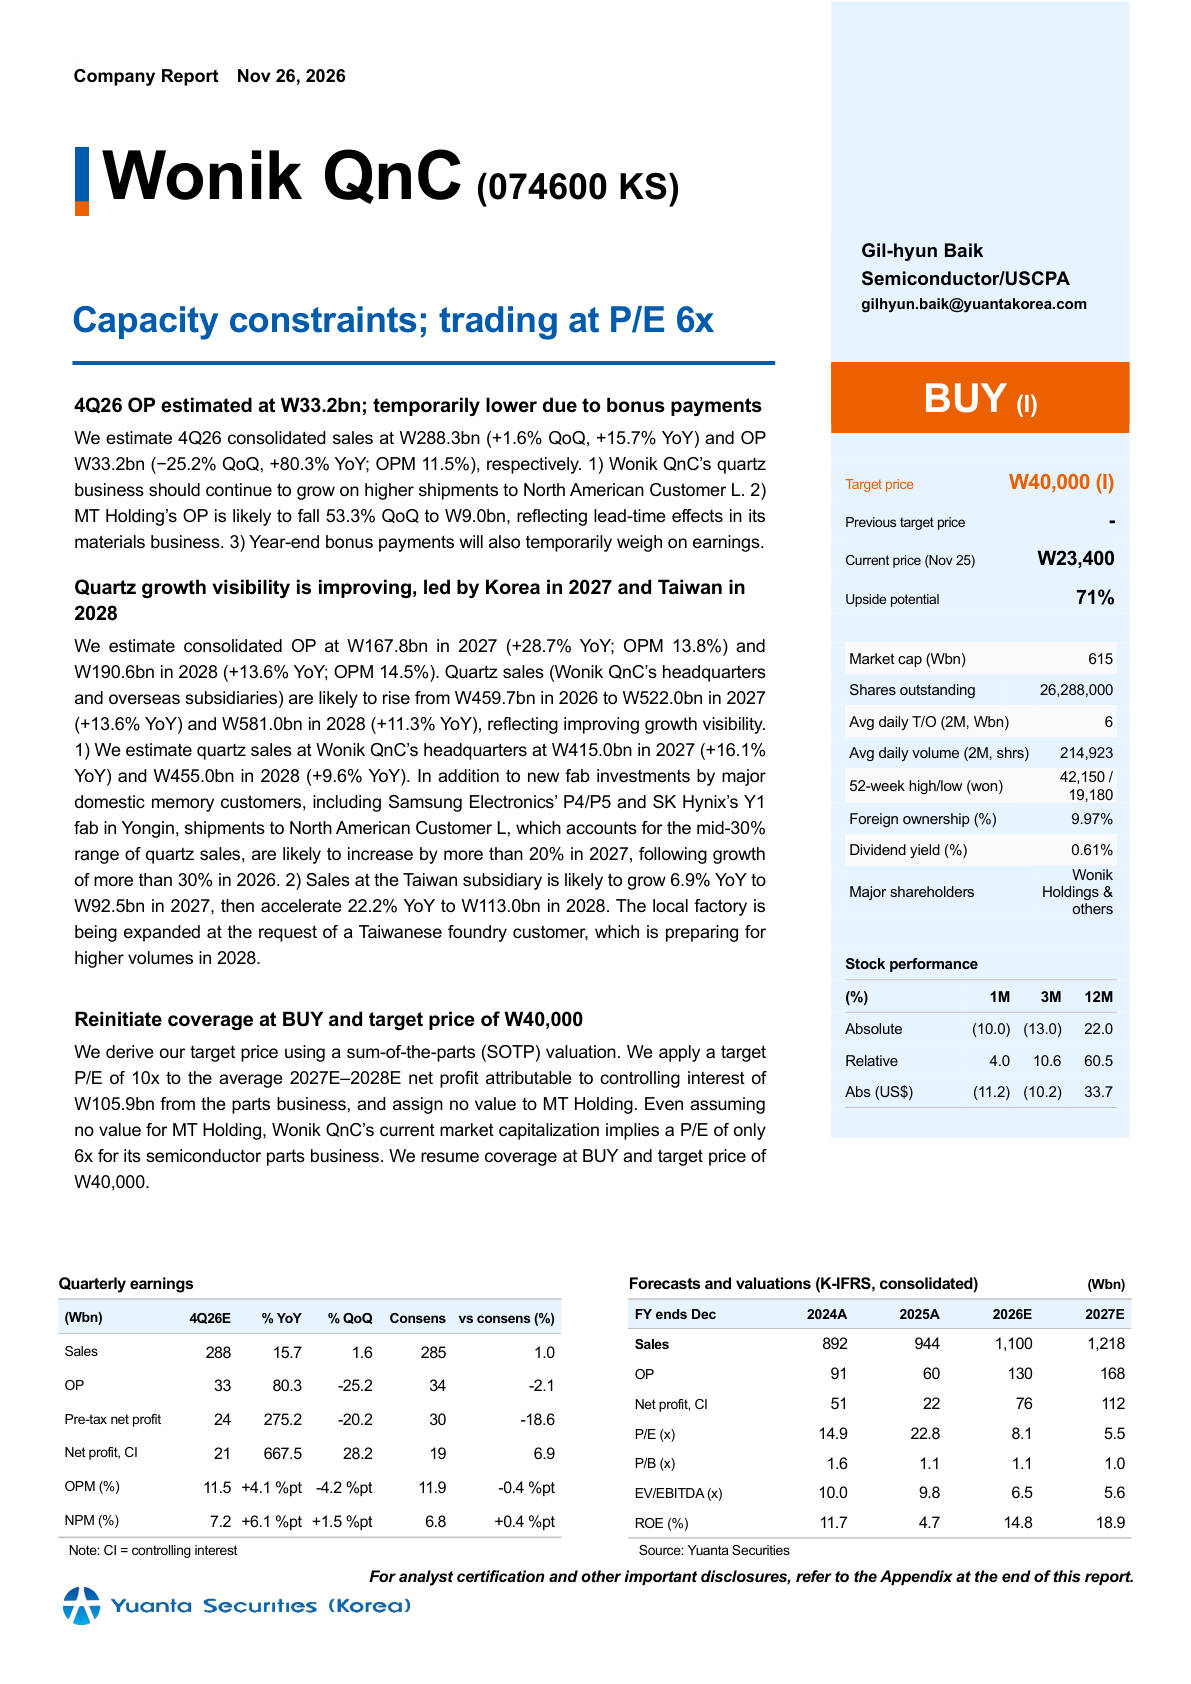 Company Report Nov 26, 2026
Wonik QnC (074600 KS)
Capacity constraints; trading at P/E 6x
4Q26 OP estimated at W33.2bn; temporarily lower due to bonus payments
We estimate 4Q26 consolidated sales at W288.3bn (+1.6% QoQ, +15.7% YoY) and OP
W33.2bn (−25.2% QoQ, +80.3% YoY; OPM 11.5%), respectively. 1) Wonik QnC’s quartz
business should continue to grow on higher shipments to North American Customer L. 2)
MT Holding’s OP is likely to fall 53.3% QoQ to W9.0bn, reflecting lead-time effects in its
materials business. 3) Year-end bonus payments will also temporarily weigh on earnings.
Quartz growth visibility is improving, led by Korea in 2027 and Taiwan in
2028
We estimate consolidated OP at W167.8bn in 2027 (+28.7% YoY; OPM 13.8%) and
W190.6bn in 2028 (+13.6% YoY; OPM 14.5%). Quartz sales (Wonik QnC’s headquarters
and overseas subsidiaries) are likely to rise from W459.7bn in 2026 to W522.0bn in 2027
(+13.6% YoY) and W581.0bn in 2028 (+11.3% YoY), reflecting improving growth visibility.
1) We estimate quartz sales at Wonik QnC’s headquarters at W415.0bn in 2027 (+16.1%
YoY) and W455.0bn in 2028 (+9.6% YoY). In addition to new fab investments by major
domestic memory customers, including Samsung Electronics’ P4/P5 and SK Hynix’s Y1
fab in Yongin, shipments to North American Customer L, which accounts for the mid-30%
range of quartz sales, are likely to increase by more than 20% in 2027, following growth
of more than 30% in 2026. 2) Sales at the Taiwan subsidiary is likely to grow 6.9% YoY to
W92.5bn in 2027, then accelerate 22.2% YoY to W113.0bn in 2028. The local factory is
being expanded at the request of a Taiwanese foundry customer, which is preparing for
higher volumes in 2028.
Reinitiate coverage at BUY and target price of W40,000
We derive our target price using a sum-of-the-parts (SOTP) valuation. We apply a target
P/E of 10x to the average 2027E–2028E net profit attributable to controlling interest of
W105.9bn from the parts business, and assign no value to MT Holding. Even assuming
no value for MT Holding, Wonik QnC’s current market capitalization implies a P/E of only
6x for its semiconductor parts business. We resume coverage at BUY and target price of
W40,000.
Gil-hyun Baik
Semiconductor/USCPA
gilhyun.baik@yuantakorea.com
BUY (I)
Target price W40,000 (I)
Previous target price -
Current price (Nov 25) W23,400
Upside potential 71%
Market cap (Wbn) 615
Shares outstanding 26,288,000
Avg daily T/O (2M, Wbn) 6
Avg daily volume (2M, shrs) 214,923
52-week high/low (won) 42,150 /
19,180
Foreign ownership (%) 9.97%
Dividend yield (%) 0.61%
Major shareholders Wonik
Holdings &
others
Stock performance
(%) 1M 3M 12M
Absolute (10.0) (13.0) 22.0
Relative 4.0 10.6 60.5
Abs (US$) (11.2) (10.2) 33.7
Quarterly earnings
(Wbn) 4Q26E % YoY % QoQ Consens vs consens (%)
Sales 288 15.7 1.6 285 1.0
OP 33 80.3 -25.2 34 -2.1
Pre-tax net profit 24 275.2 -20.2 30 -18.6
Net profit, CI 21 667.5 28.2 19 6.9
OPM (%) 11.5 +4.1 %pt -4.2 %pt 11.9 -0.4 %pt
NPM (%) 7.2 +6.1 %pt +1.5 %pt 6.8 +0.4 %pt
Note: CI = controlling interest
Forecasts and valuations (K-IFRS, consolidated) (Wbn)
FY ends Dec 2024A 2025A 2026E 2027E
Sales 892 944 1,100 1,218
OP 91 60 130 168
Net profit, CI 51 22 76 112
P/E (x) 14.9 22.8 8.1 5.5
P/B (x) 1.6 1.1 1.1 1.0
EV/EBITDA (x) 10.0 9.8 6.5 5.6
ROE (%) 11.7 4.7 14.8 18.9
Source: Yuanta Securities
For analyst certification and other important disclosures, refer to the Appendix at the end of this report.
Yuanta Securities (Korea)